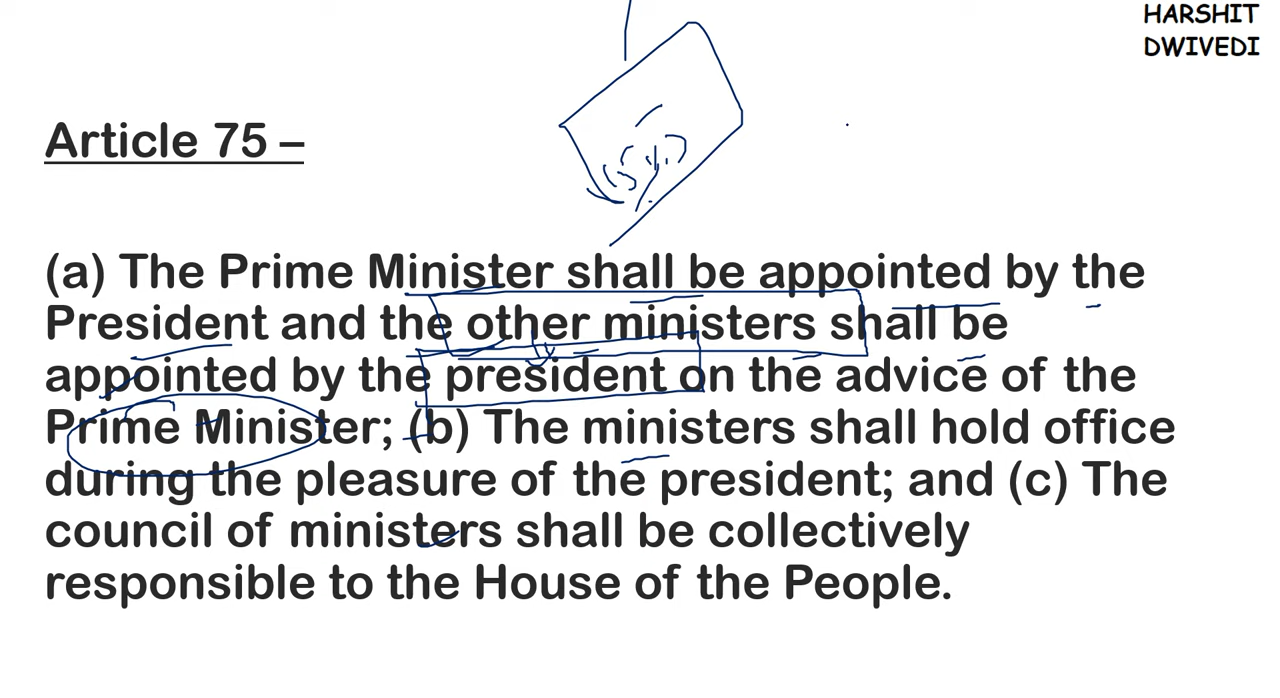 HARSHIT
DWIVEDI
Article 75 –
(a) The Prime Minister shall be appointed by the
President and the other ministers shall be
appointed by the president on the advice of the
Prime Minister; (b) The ministers shall hold office
during the pleasure of the president; and (c) The
council of ministers shall be collectively
responsible to the House of the People.